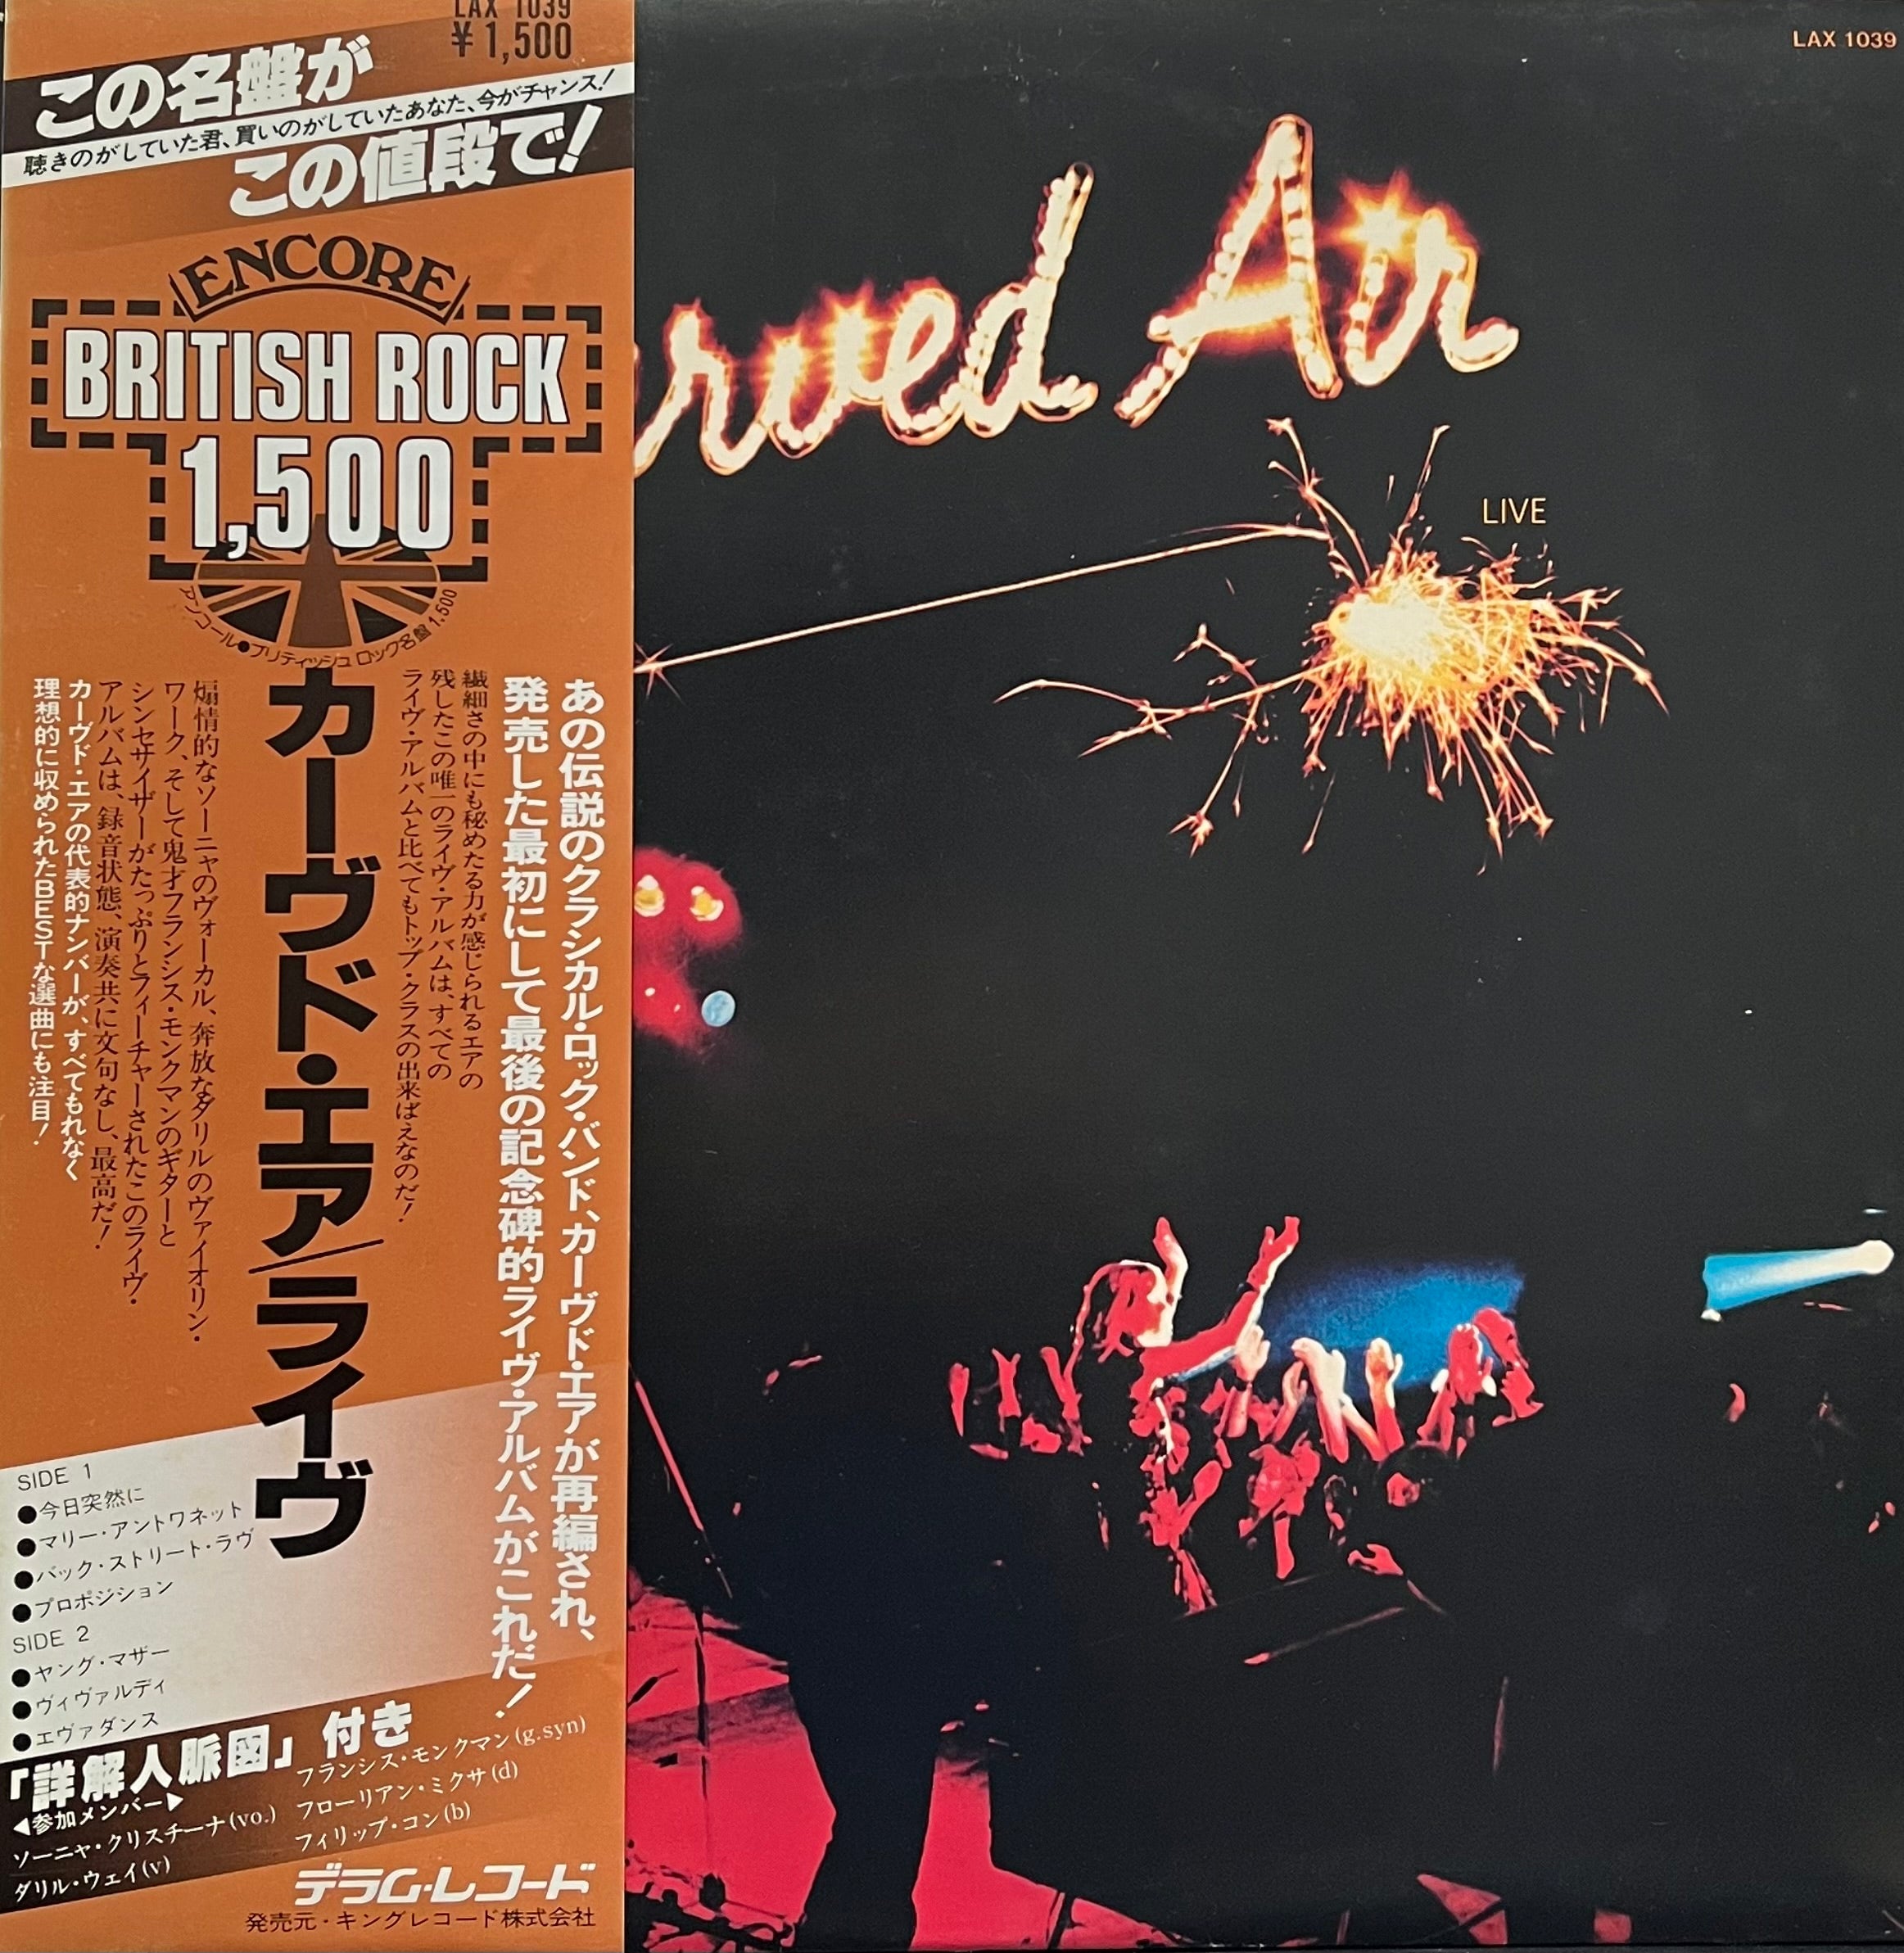 LAX 1039
¥1,500
この名盤が
聴きのがしていた君、買いのがしていたあなた、今がチャンス!
この値段で!
ENCORE
BRITISH ROCK
1,500
アンコール●ブリティッシュ ロック名盤 1,500
あの伝説のクラシカル・ロック・バンド、カーヴド・エアが再編され、
発売した最初にして最後の記念碑的ライヴ・アルバムがこれだ!
繊細さの中にも秘めたる力が感じられるエアの
残したこの唯一のライヴ・アルバムは、すべての
ライヴ・アルバムと比べてもトップ・クラスの出来ばえなのだ!
カーヴド・エア/ライヴ
煽情的なソーニャのヴォーカル、奔放なダリルのヴァイオリン・
ワーク、そして鬼才フランシス・モンクマンのギターと
シンセサイザーがたっぷりとフィーチャーされたこのライヴ・
アルバムは、録音状態、演奏共に文句なし、最高だ!
カーヴド・エアの代表的ナンバーが、すべてもれなく
理想的に収められたBESTな選曲にも注目!
SIDE 1
●今日突然に
●マリー・アントワネット
●バック・ストリート・ラヴ
●プロポジション
SIDE 2
●ヤング・マザー
●ヴィヴァルディ
●エヴァダンス
「詳解人脈図」付き
◀参加メンバー▶
ソーニャ・クリスチーナ(vo.)
ダリル・ウェイ(v)
フランシス・モンクマン(g.syn)
フローリアン・ミクサ(d)
フィリップ・コン(b)
デラム・レコード
発売元・キングレコード株式会社
LAX 1039
rved Air
LIVE